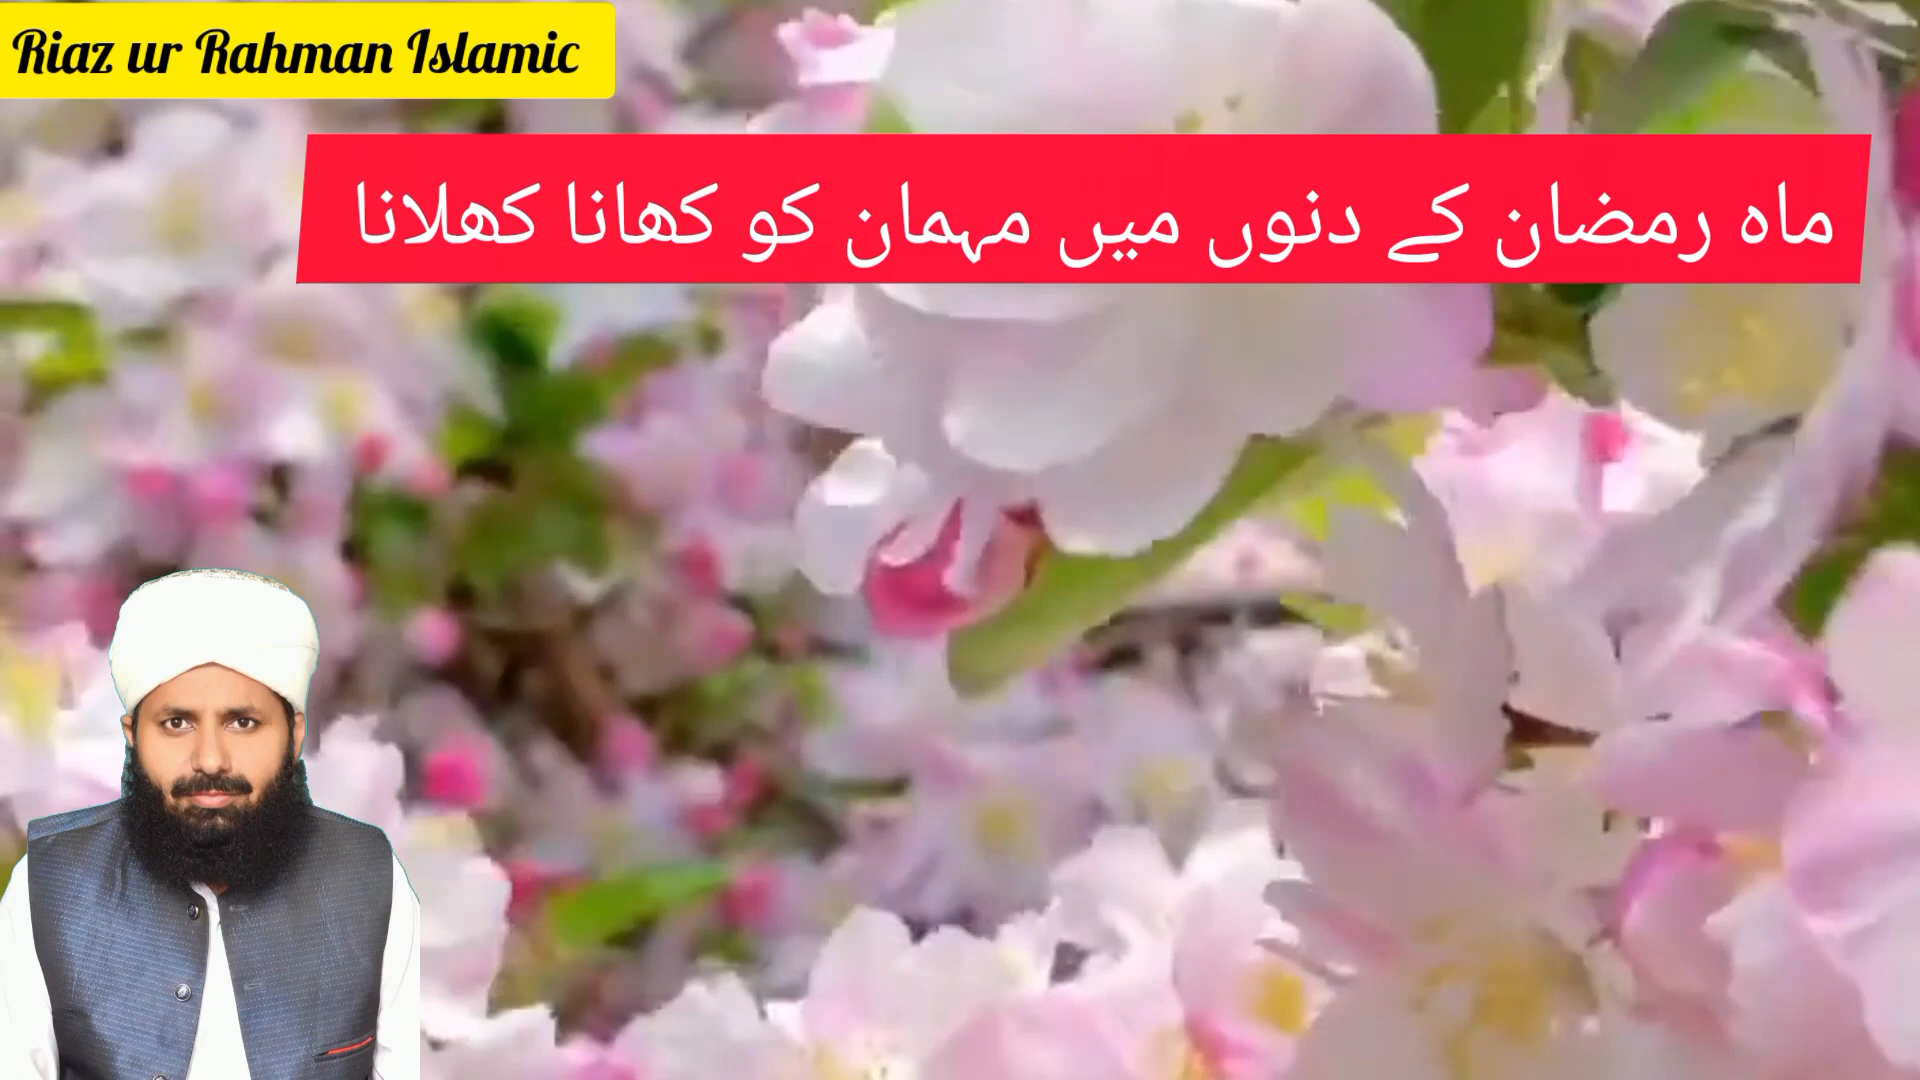 Riaz ur Rahman Islamic
ماہ رمضان کے دنوں میں مہمان کو کھانا کھلانا